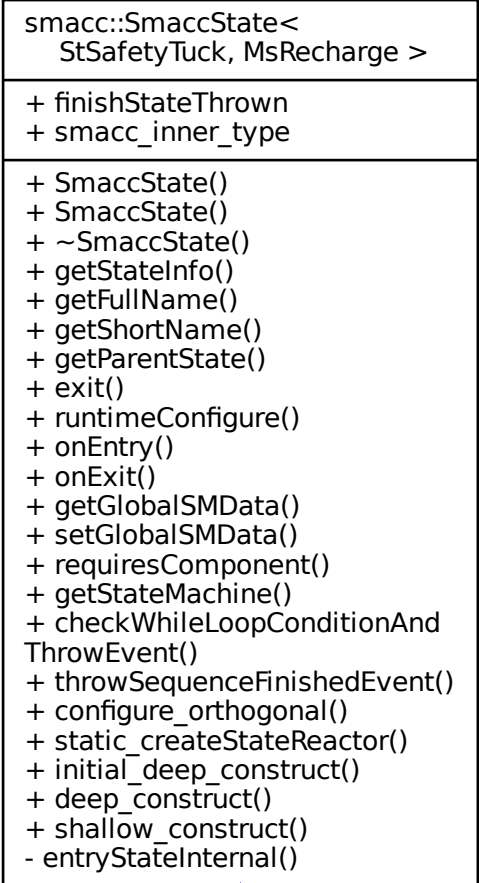 smacc::SmaccState<
StSafetyTuck, MsRecharge >
+ finishStateThrown
+ smacc_inner_type
+ SmaccState()
+ SmaccState()
+ ~SmaccState()
+ getStateInfo()
+ getFullName()
+ getShortName()
+ getParentState()
+ exit()
+ runtimeConfigure()
+ onEntry()
+ onExit()
+ getGlobalSMData()
+ setGlobalSMData()
+ requiresComponent()
+ getStateMachine()
+ checkWhileLoopConditionAnd
ThrowEvent()
+ throwSequenceFinishedEvent()
+ configure_orthogonal()
+ static_createStateReactor()
+ initial_deep_construct()
+ deep_construct()
+ shallow_construct()
- entryStateInternal()